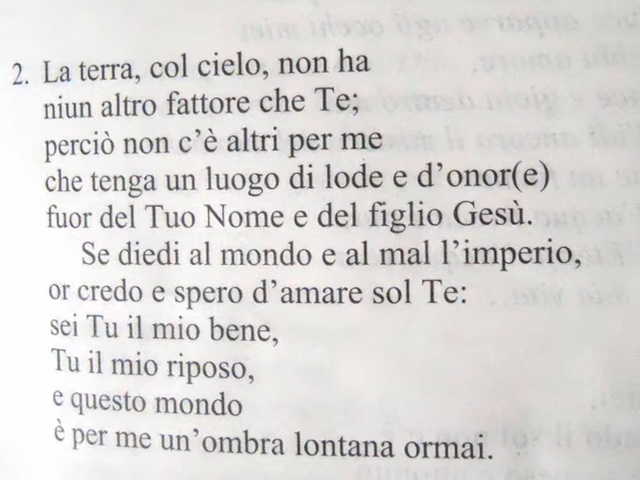 2. La terra, col cielo, non ha
niun altro fattore che Te;
perciò non c'è altri per me
che tenga un luogo di lode e d'onor(e)
fuor del Tuo Nome e del figlio Gesù.
Se diedi al mondo e al mal l'imperio,
or credo e spero d'amare sol Te:
sei Tu il mio bene,
Tu il mio riposo,
e questo mondo
è per me un'ombra lontana ormai.